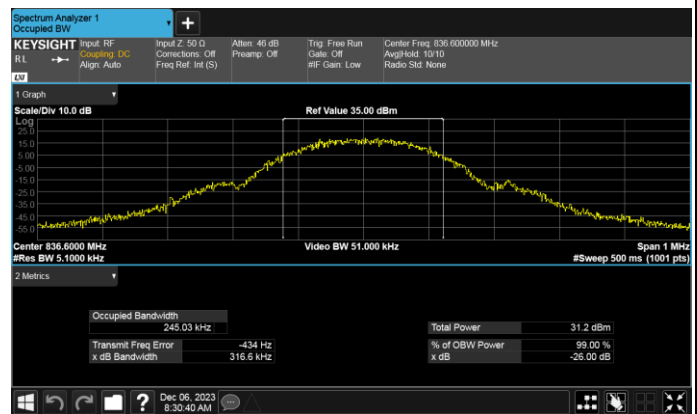 Spectrum Analyzer 1
Occupied BW
+
KEYSIGHT Input: RF Input Z: 50 Ω Atten: 46 dB Trig: Free Run Center Freq: 836.600000 MHz
RL Coupling: DC Corrections: Off Preamp: Off Gate: Off Avg|Hold: 10/10
Align: Auto Freq Ref: Int (S) #IF Gain: Low Radio Std: None
LXI
1 Graph
Scale/Div 10.0 dB Ref Value 35.00 dBm
Log
25.0
15.0
5.00
-5.00
-15.0
-25.0
-35.0
-45.0
-55.0
Center 836.6000 MHz Video BW 51.000 kHz Span 1 MHz
#Res BW 5.1000 kHz #Sweep 500 ms (1001 pts)
2 Metrics
Occupied Bandwidth
245.03 kHz Total Power 31.2 dBm
Transmit Freq Error -434 Hz % of OBW Power 99.00 %
x dB Bandwidth 316.6 kHz x dB -26.00 dB
? Dec 06, 2023
8:30:40 AM